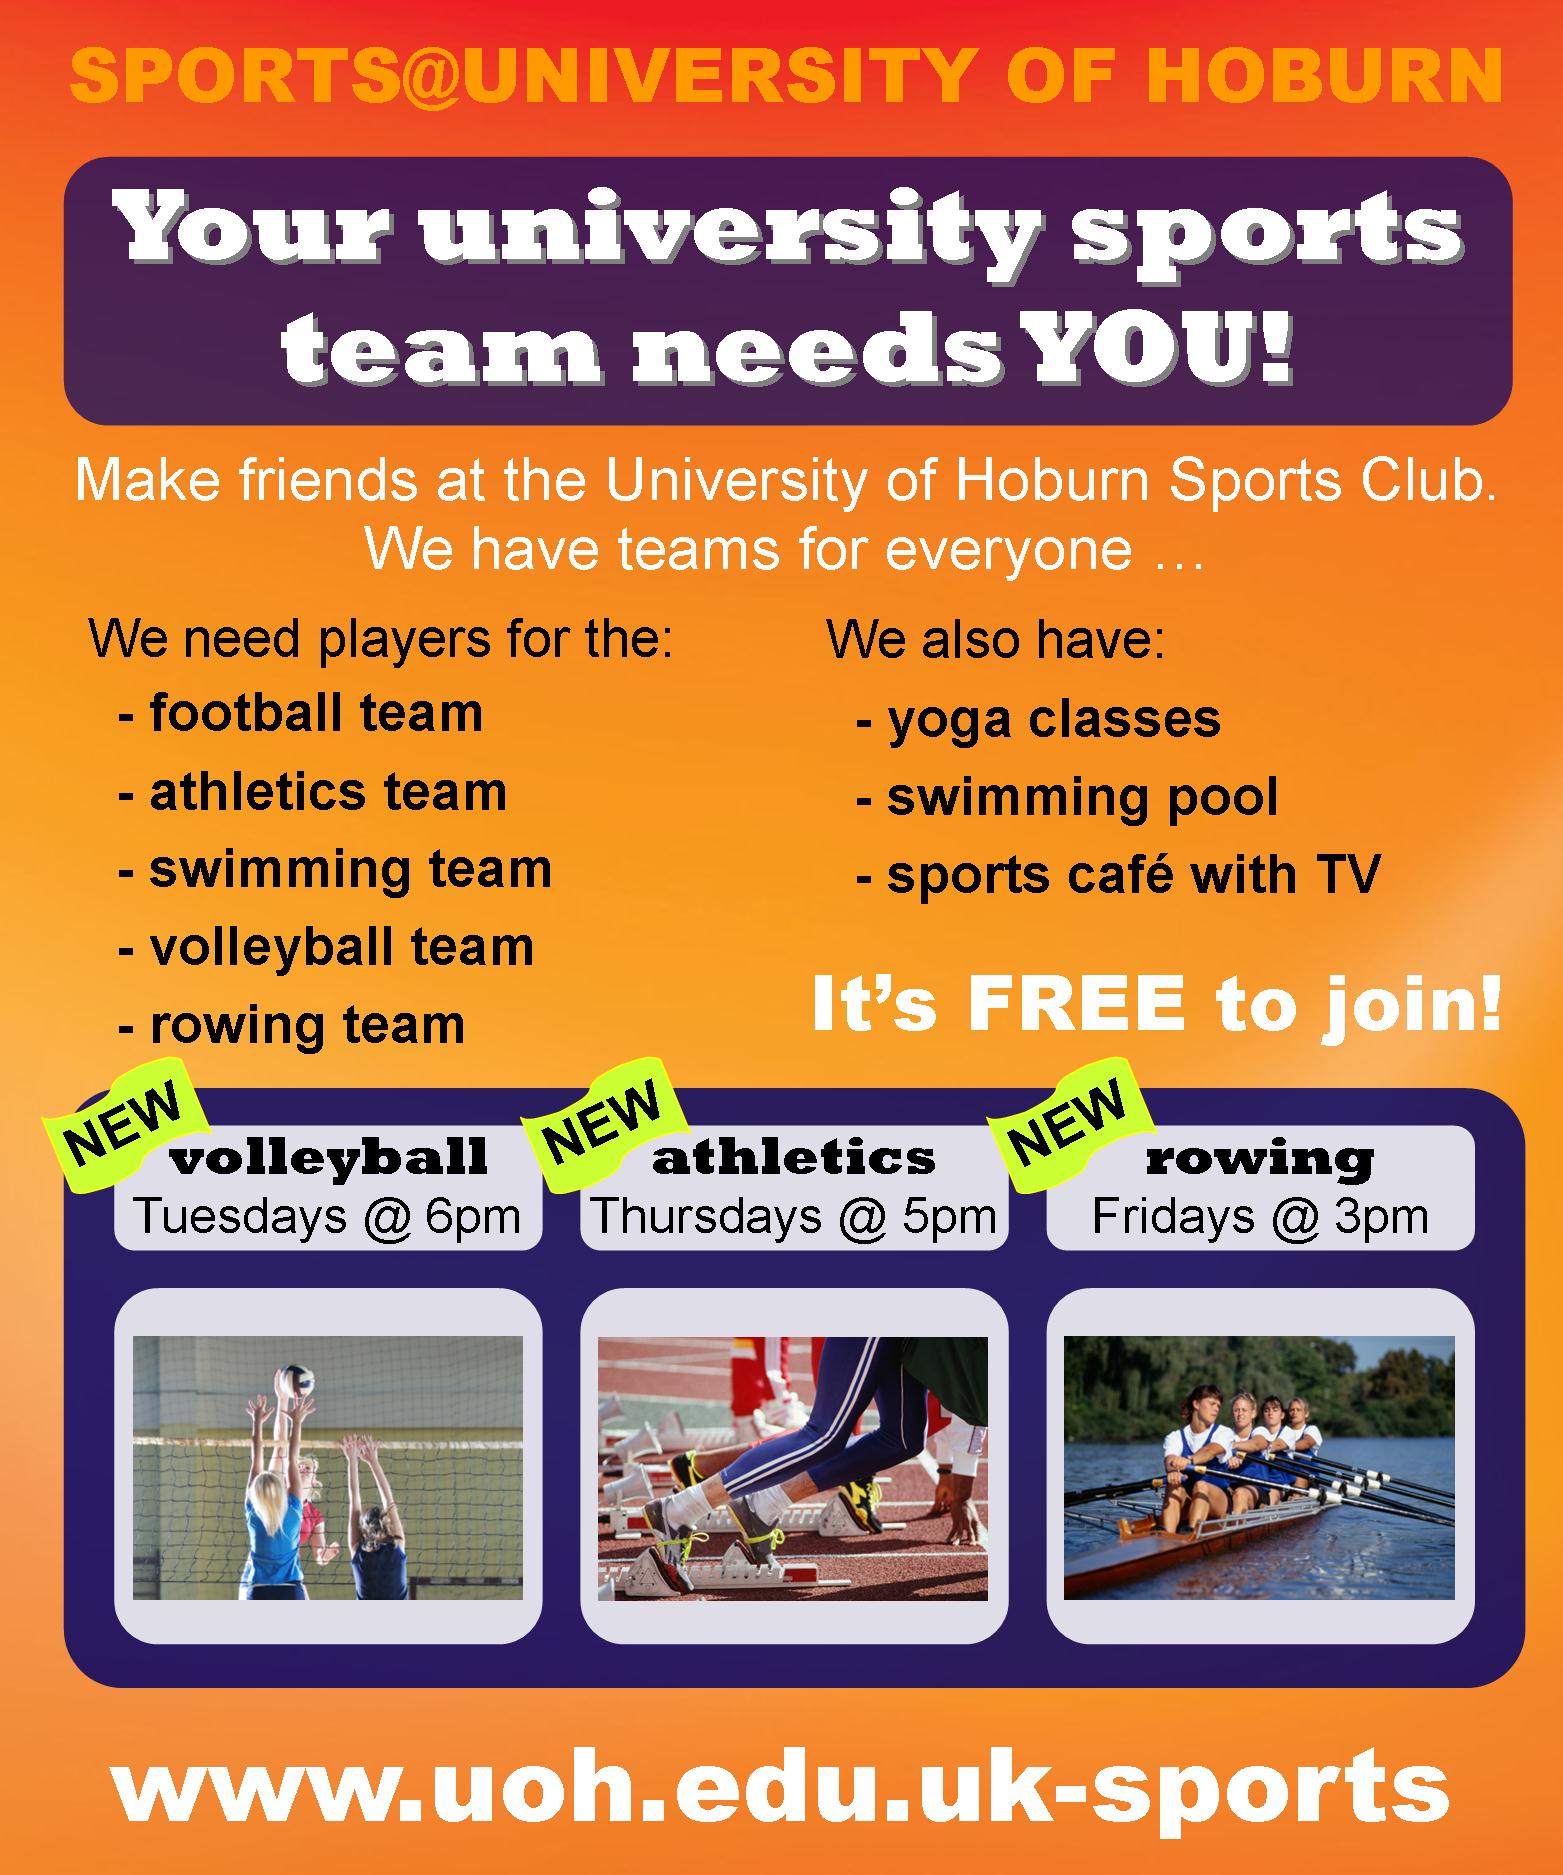 SPORTS@UNIVERSITY OF HOBURN
Your university sports
team needs YOU!
Make friends at the University of Hoburn Sports Club.
We have teams for everyone …
We need players for the:
- football team
- athletics team
- swimming team
- volleyball team
- rowing team
We also have:
- yoga classes
- swimming pool
- sports café with TV
It’s FREE to join!
NEW
volleyball
Tuesdays @ 6pm
NEW
athletics
Thursdays @ 5pm
NEW
rowing
Fridays @ 3pm
www.uoh.edu.uk-sports